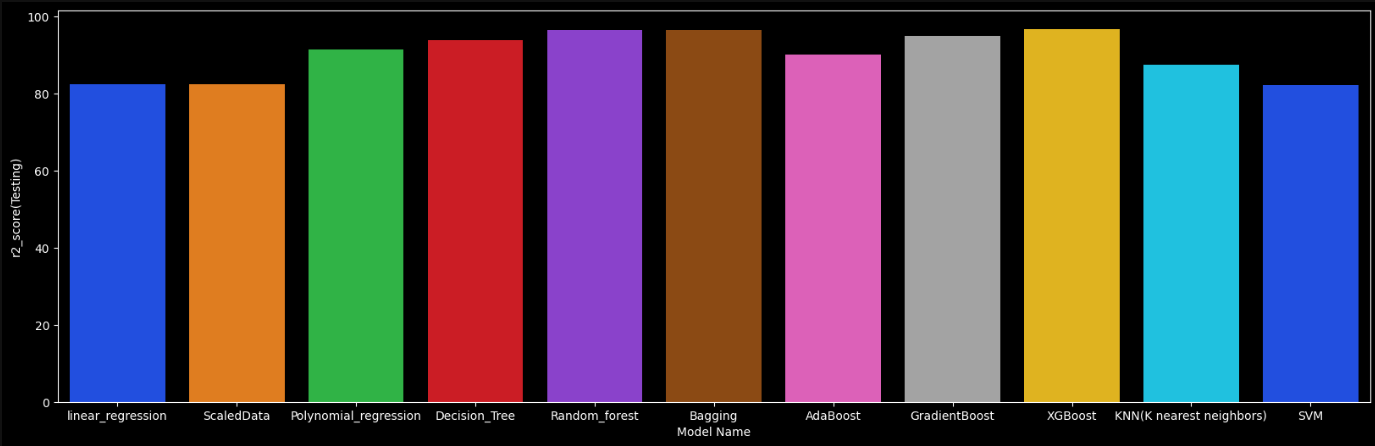 100
80
60
40
20
0
r2_score(Testing)
linear_regression ScaledData Polynomial_regression Decision_Tree Random_forest Bagging AdaBoost GradientBoost XGBoost KNN(K nearest neighbors) SVM
Model Name